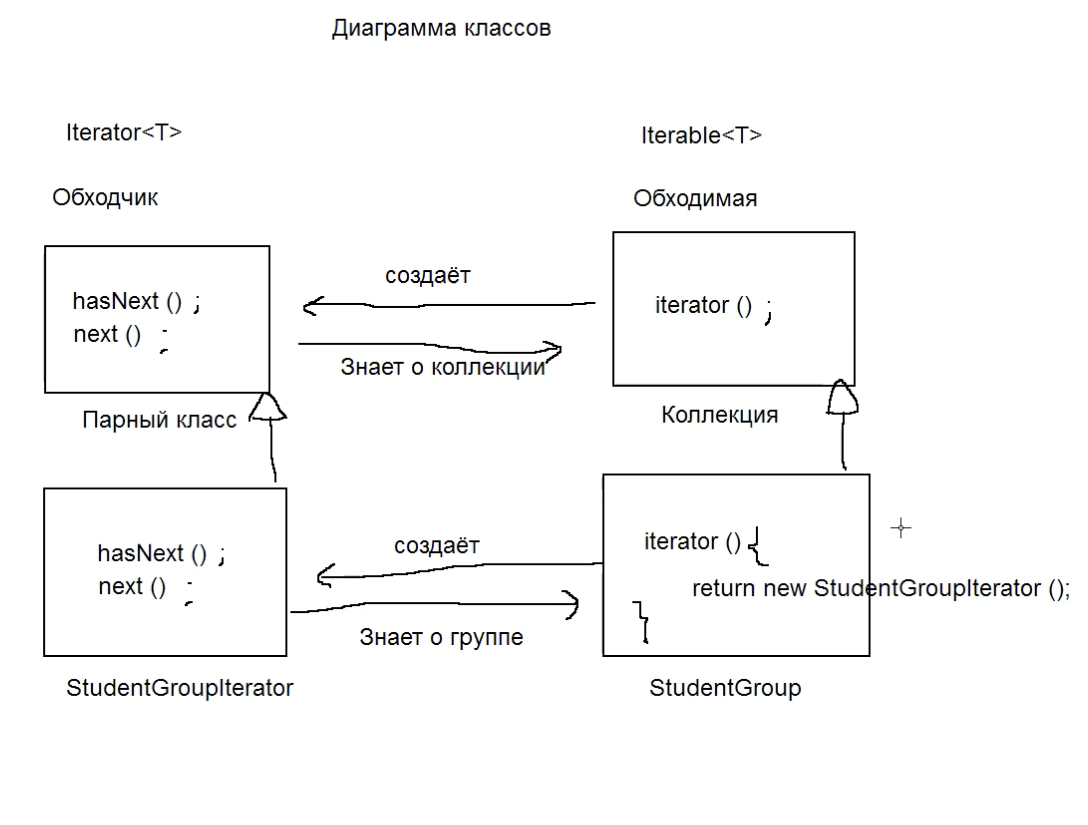 Диаграмма классов
Iterator<T>
Iterable<T>
Обходчик
Обходимая
hasNext () ;
next () ;
создаёт
Знает о коллекции
iterator () ;
Парный класс
Коллекция
hasNext () ;
next () ;
создаёт
Знает о группе
iterator () {
return new StudentGroupIterator ();
}
StudentGroupIterator
StudentGroup